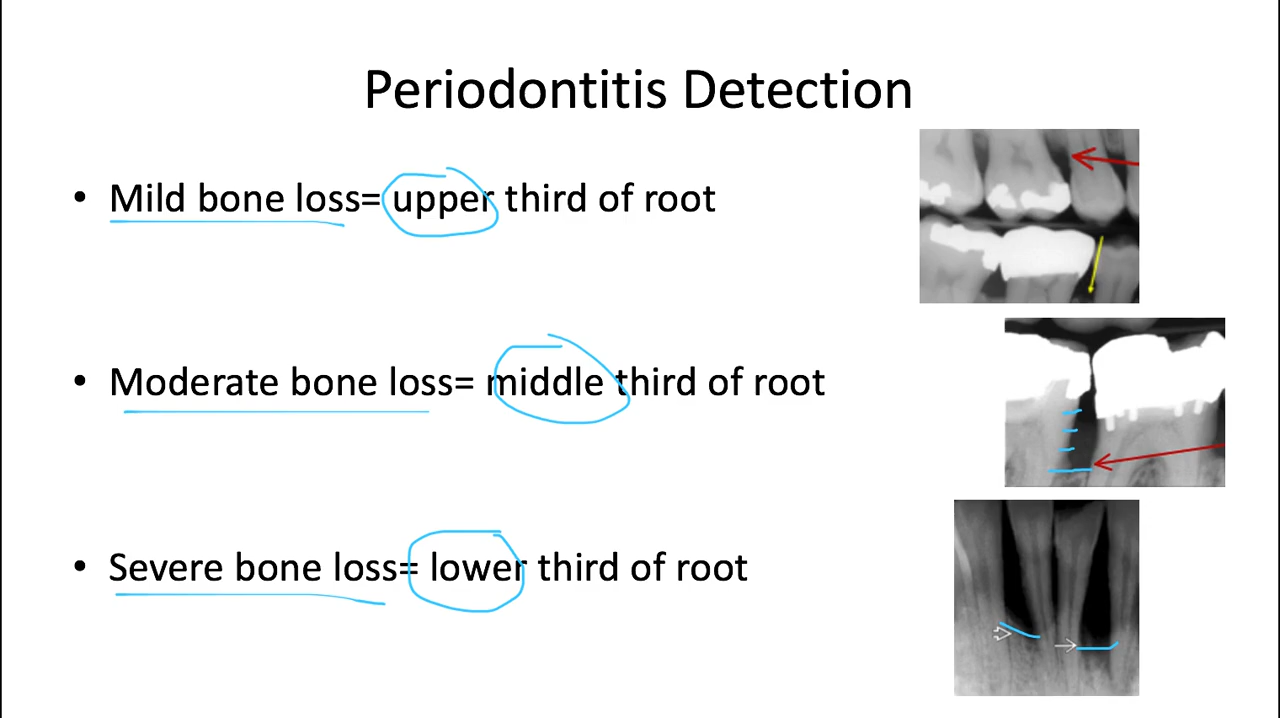 Periodontitis Detection
• Mild bone loss= upper third of root
• Moderate bone loss= middle third of root
• Severe bone loss= lower third of root